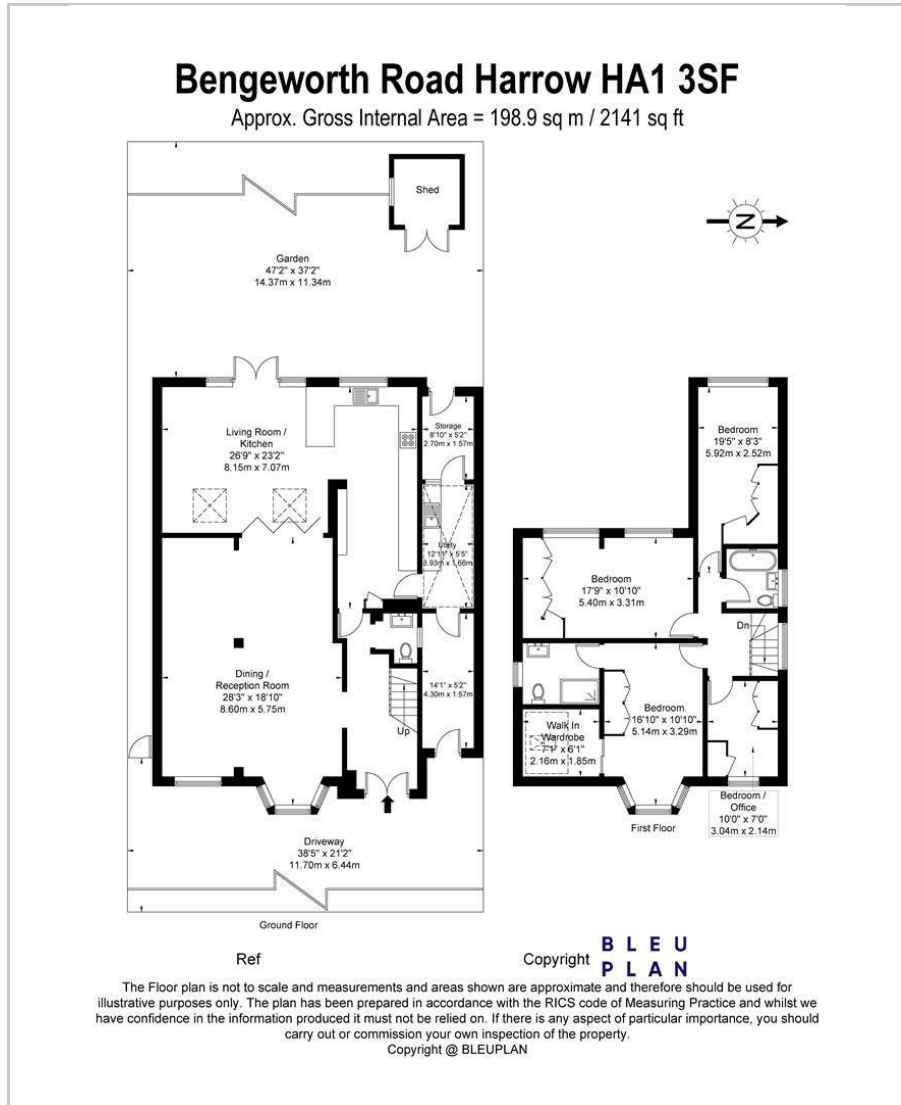 Bengeworth Road Harrow HA1 3SF
Approx. Gross Internal Area = 198.9 sq m / 2141 sq ft
Shed
N
Garden
47'2" x 37'2"
14.37m x 11.34m
Living Room /
Kitchen
26'9" x 23'2"
8.15m x 7.07m
Storage
8'10" x 5'2"
2.70m x 1.57m
Utility
12'11" x 5'5"
3.93m x 1.66m
Dining /
Reception Room
28'3" x 18'10"
8.60m x 5.75m
14'1" x 5'2"
4.30m x 1.57m
Up
Driveway
38'5" x 21'2"
11.70m x 6.44m
Ground Floor
Bedroom
19'5" x 8'3"
5.92m x 2.52m
Bedroom
17'9" x 10'10"
5.40m x 3.31m
Dn
Bedroom
16'10" x 10'10"
5.14m x 3.29m
Walk In
Wardrobe
7'1" x 6'1"
2.16m x 1.85m
Bedroom /
Office
10'0" x 7'0"
3.04m x 2.14m
First Floor
Ref
Copyright
BLEU
PLAN
The Floor plan is not to scale and measurements and areas shown are approximate and therefore should be used for
illustrative purposes only. The plan has been prepared in accordance with the RICS code of Measuring Practice and whilst we
have confidence in the information produced it must not be relied on. If there is any aspect of particular importance, you should
carry out or commission your own inspection of the property.
Copyright @ BLEUPLAN